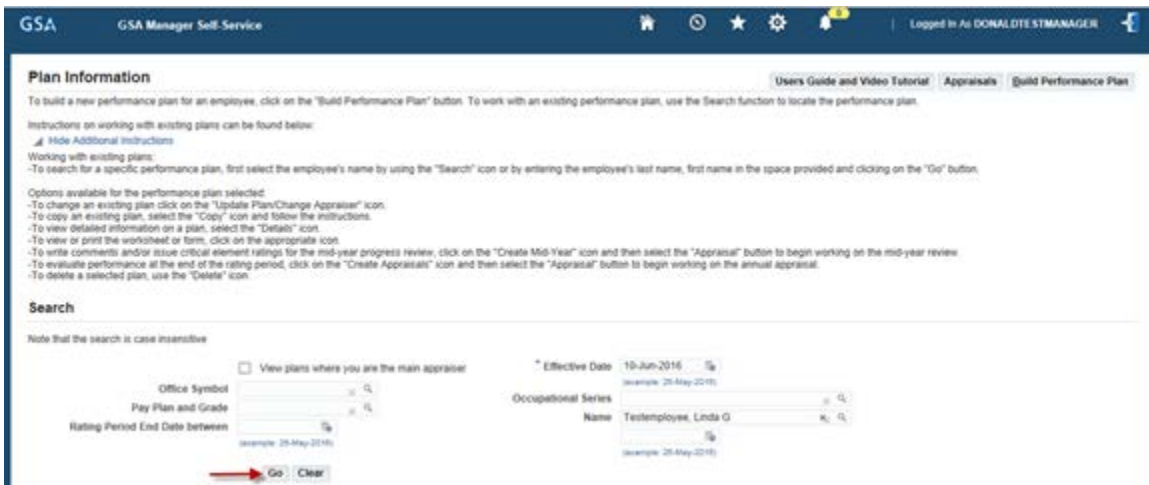 GSA GSA Manager Self-Service 0 Logged In As DONALDTESTMANAGER
Plan Information Users Guide and Video Tutorial Appraisals Build Performance Plan
To build a new performance plan for an employee, click on the "Build Performance Plan" button. To work with an existing performance plan, use the Search function to locate the performance plan.
Instructions on working with existing plans can be found below:
Hide Additional Instructions
Working with existing plans:
-To search for a specific performance plan, first select the employee's name by using the "Search" icon or by entering the employee's last name, first name in the space provided and clicking on the "Go" button.
Options available for the performance plan selected:
-To change an existing plan click on the "Update Plan/Change Appraiser" icon.
-To copy an existing plan, select the "Copy" icon and follow the instructions.
-To view detailed information on a plan, select the "Details" icon.
-To view or print the worksheet or form, click on the appropriate icon.
-To write comments and/or issue critical element ratings for the mid-year progress review, click on the "Create Mid-Year" icon and then select the "Appraisal" button to begin working on the mid-year review.
-To evaluate performance at the end of the rating period, click on the "Create Appraisals" icon and then select the "Appraisal" button to begin working on the annual appraisal.
-To delete a selected plan, use the "Delete" icon
Search
Note that the search is case insensitive
View plans where you are the main appraiser * Effective Date 10-Jun-2016
(example: 26-May-2016)
Office Symbol Occupational Series
Pay Plan and Grade Name Testemployee, Linda G
Rating Period End Date between
(example: 26-May-2016) (example: 26-May-2016)
Go Clear